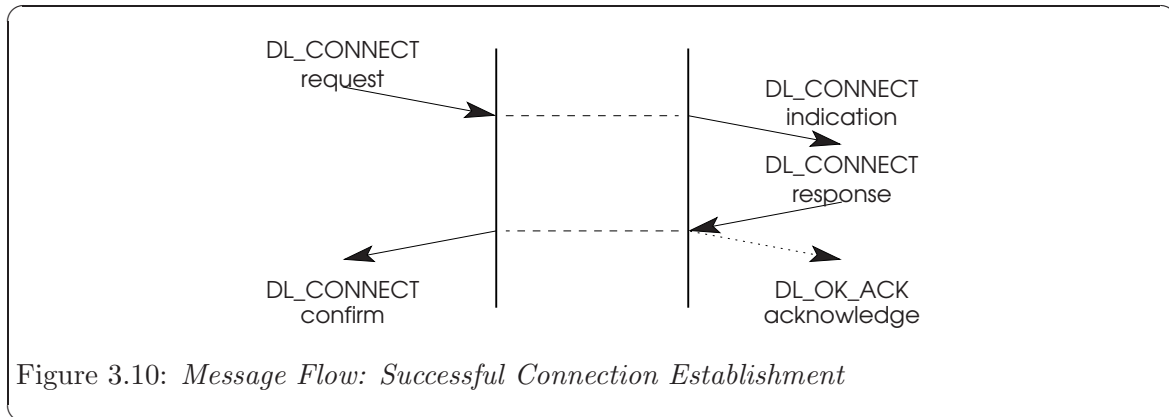 DL_CONNECT
request
DL_CONNECT
indication
DL_CONNECT
response
DL_CONNECT
confirm
DL_OK_ACK
acknowledge
Figure 3.10: Message Flow: Successful Connection Establishment